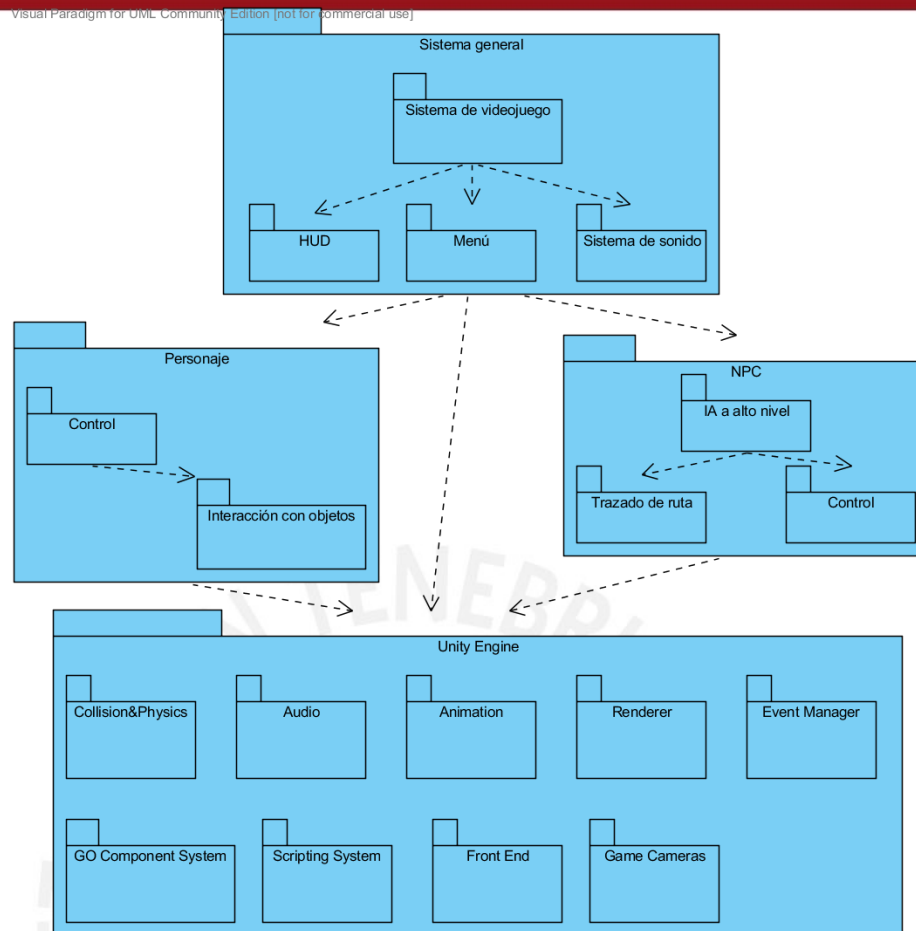 Visual Paradigm for UML Community Edition [not for commercial use]
Sistema general
Sistema de videojuego
HUD
Menú
Sistema de sonido
Personaje
Control
Interacción con objetos
NPC
IA a alto nivel
Trazado de ruta
Control
TENEBRI
Unity Engine
Collision&Physics
Audio
Animation
Renderer
Event Manager
GO Component System
Scripting System
Front End
Game Cameras